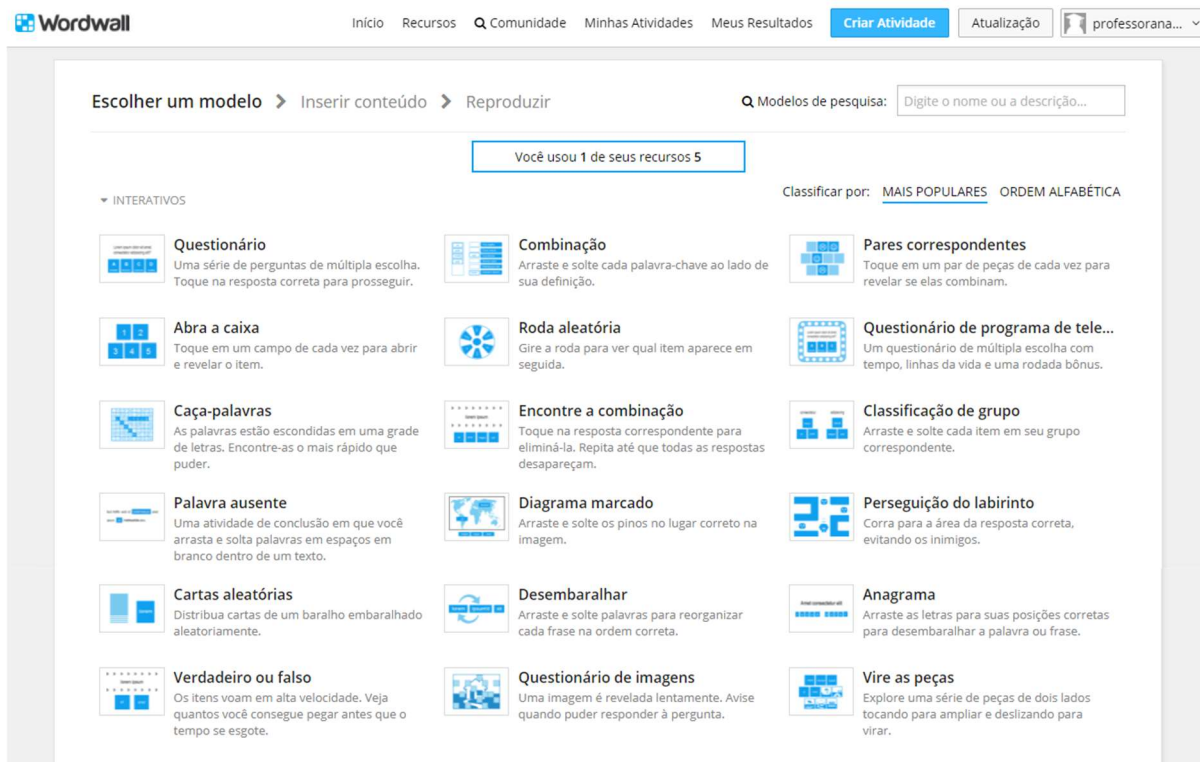 Wordwall
Início Recursos Comunidade Minhas Atividades Meus Resultados Criar Atividade Atualização professorana...
Escolher um modelo > Inserir conteúdo > Reproduzir Modelos de pesquisa: Digite o nome ou a descrição...
Você usou 1 de seus recursos 5
INTERATIVOS
Classificar por: MAIS POPULARES ORDEM ALFABÉTICA
Questionário
Uma série de perguntas de múltipla escolha.
Toque na resposta correta para prosseguir.
Combinação
Arraste e solte cada palavra-chave ao lado de
sua definição.
Pares correspondentes
Toque em um par de peças de cada vez para
revelar se elas combinam.
Abra a caixa
Toque em um campo de cada vez para abrir
e revelar o item.
Roda aleatória
Gire a roda para ver qual item aparece em
seguida.
Questionário de programa de tele...
Um questionário de múltipla escolha com
tempo, linhas da vida e uma rodada bônus.
Caça-palavras
As palavras estão escondidas em uma grade
de letras. Encontre-as o mais rápido que
puder.
Encontre a combinação
Toque na resposta correspondente para
eliminá-la. Repita até que todas as respostas
desapareçam.
Classificação de grupo
Arraste e solte cada item em seu grupo
correspondente.
Palavra ausente
Uma atividade de conclusão em que você
arrasta e solta palavras em espaços em
branco dentro de um texto.
Diagrama marcado
Arraste e solte os pinos no lugar correto na
imagem.
Perseguição do labirinto
Corra para a área da resposta correta,
evitando os inimigos.
Cartas aleatórias
Distribua cartas de um baralho embaralhado
aleatoriamente.
Desembaralhar
Arraste e solte palavras para reorganizar
cada frase na ordem correta.
Anagrama
Arraste as letras para suas posições corretas
para desembaralhar a palavra ou frase.
Verdadeiro ou falso
Os itens voam em alta velocidade. Veja
quantos você consegue pegar antes que o
tempo se esgote.
Questionário de imagens
Uma imagem é revelada lentamente. Avise
quando puder responder à pergunta.
Vire as peças
Explore uma série de peças de dois lados
tocando para ampliar e deslizando para
virar.